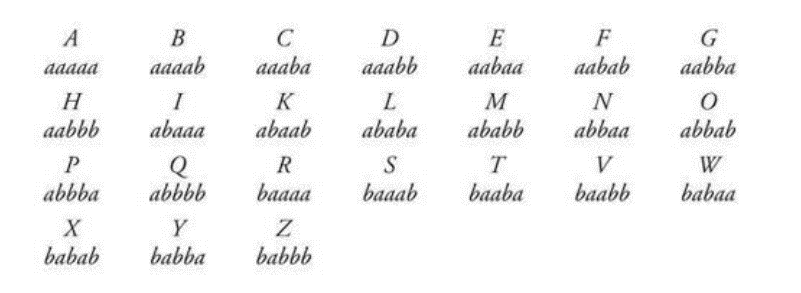 A B C D E F G
aaaaa aaaab aaaba aaabb aabaa aabab aabba
H I K L M N O
aabbb abaaa abaab ababa ababb abbaa abbab
P Q R S T V W
abbba abbbb baaaa baaab baaba baabb babaa
X Y Z
babab babba babbb